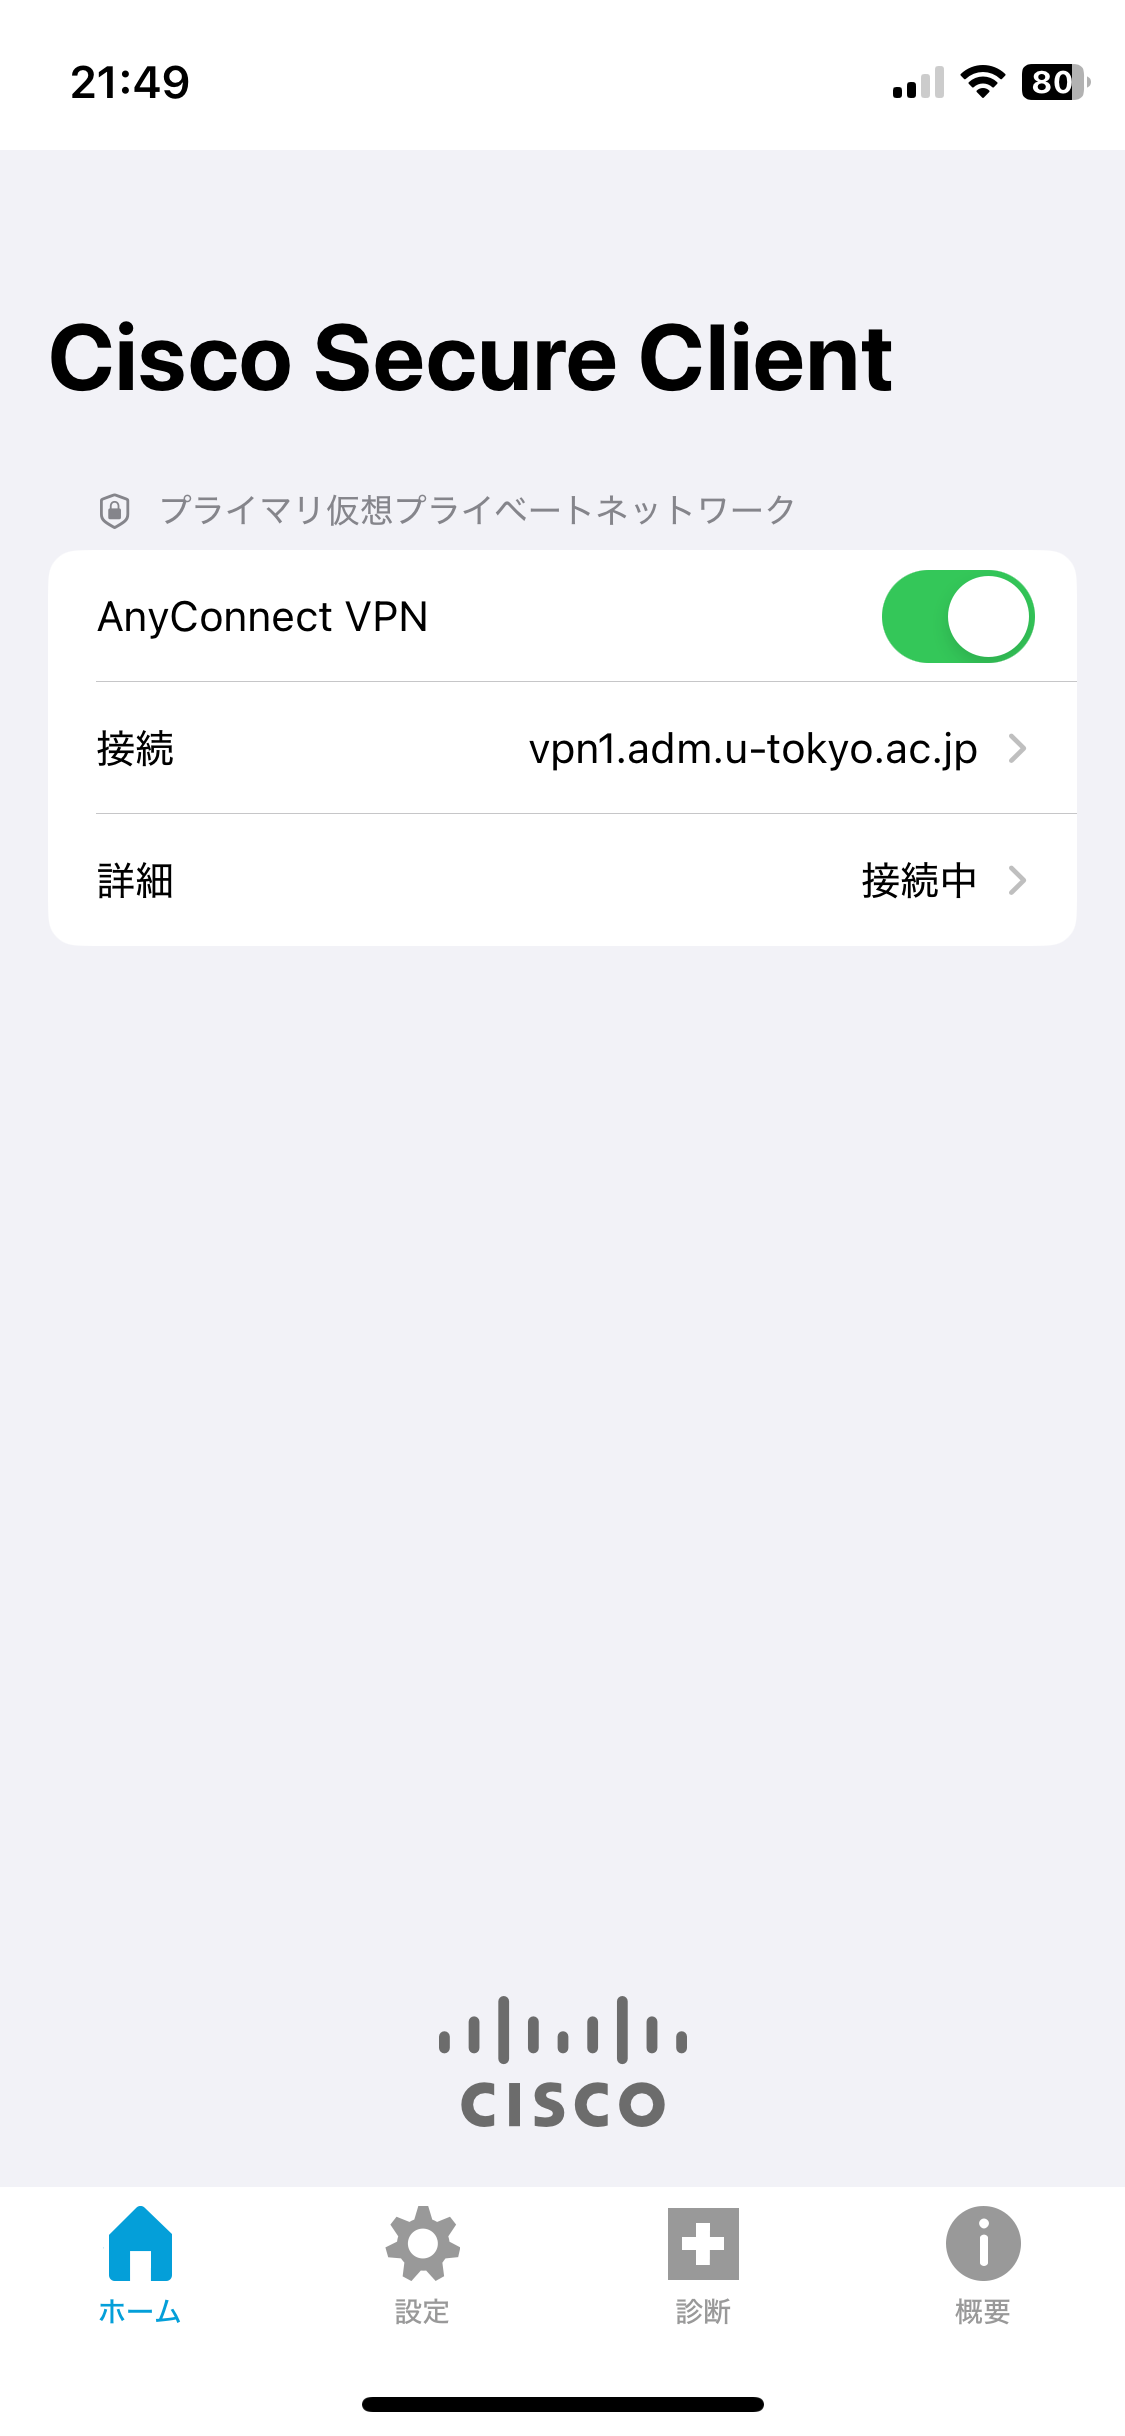 21:49
80
Cisco Secure Client
プライマリ仮想プライベートネットワーク
AnyConnect VPN
接続 vpn1.adm.u-tokyo.ac.jp
詳細 接続中
CISCO
ホーム 設定 診断 概要